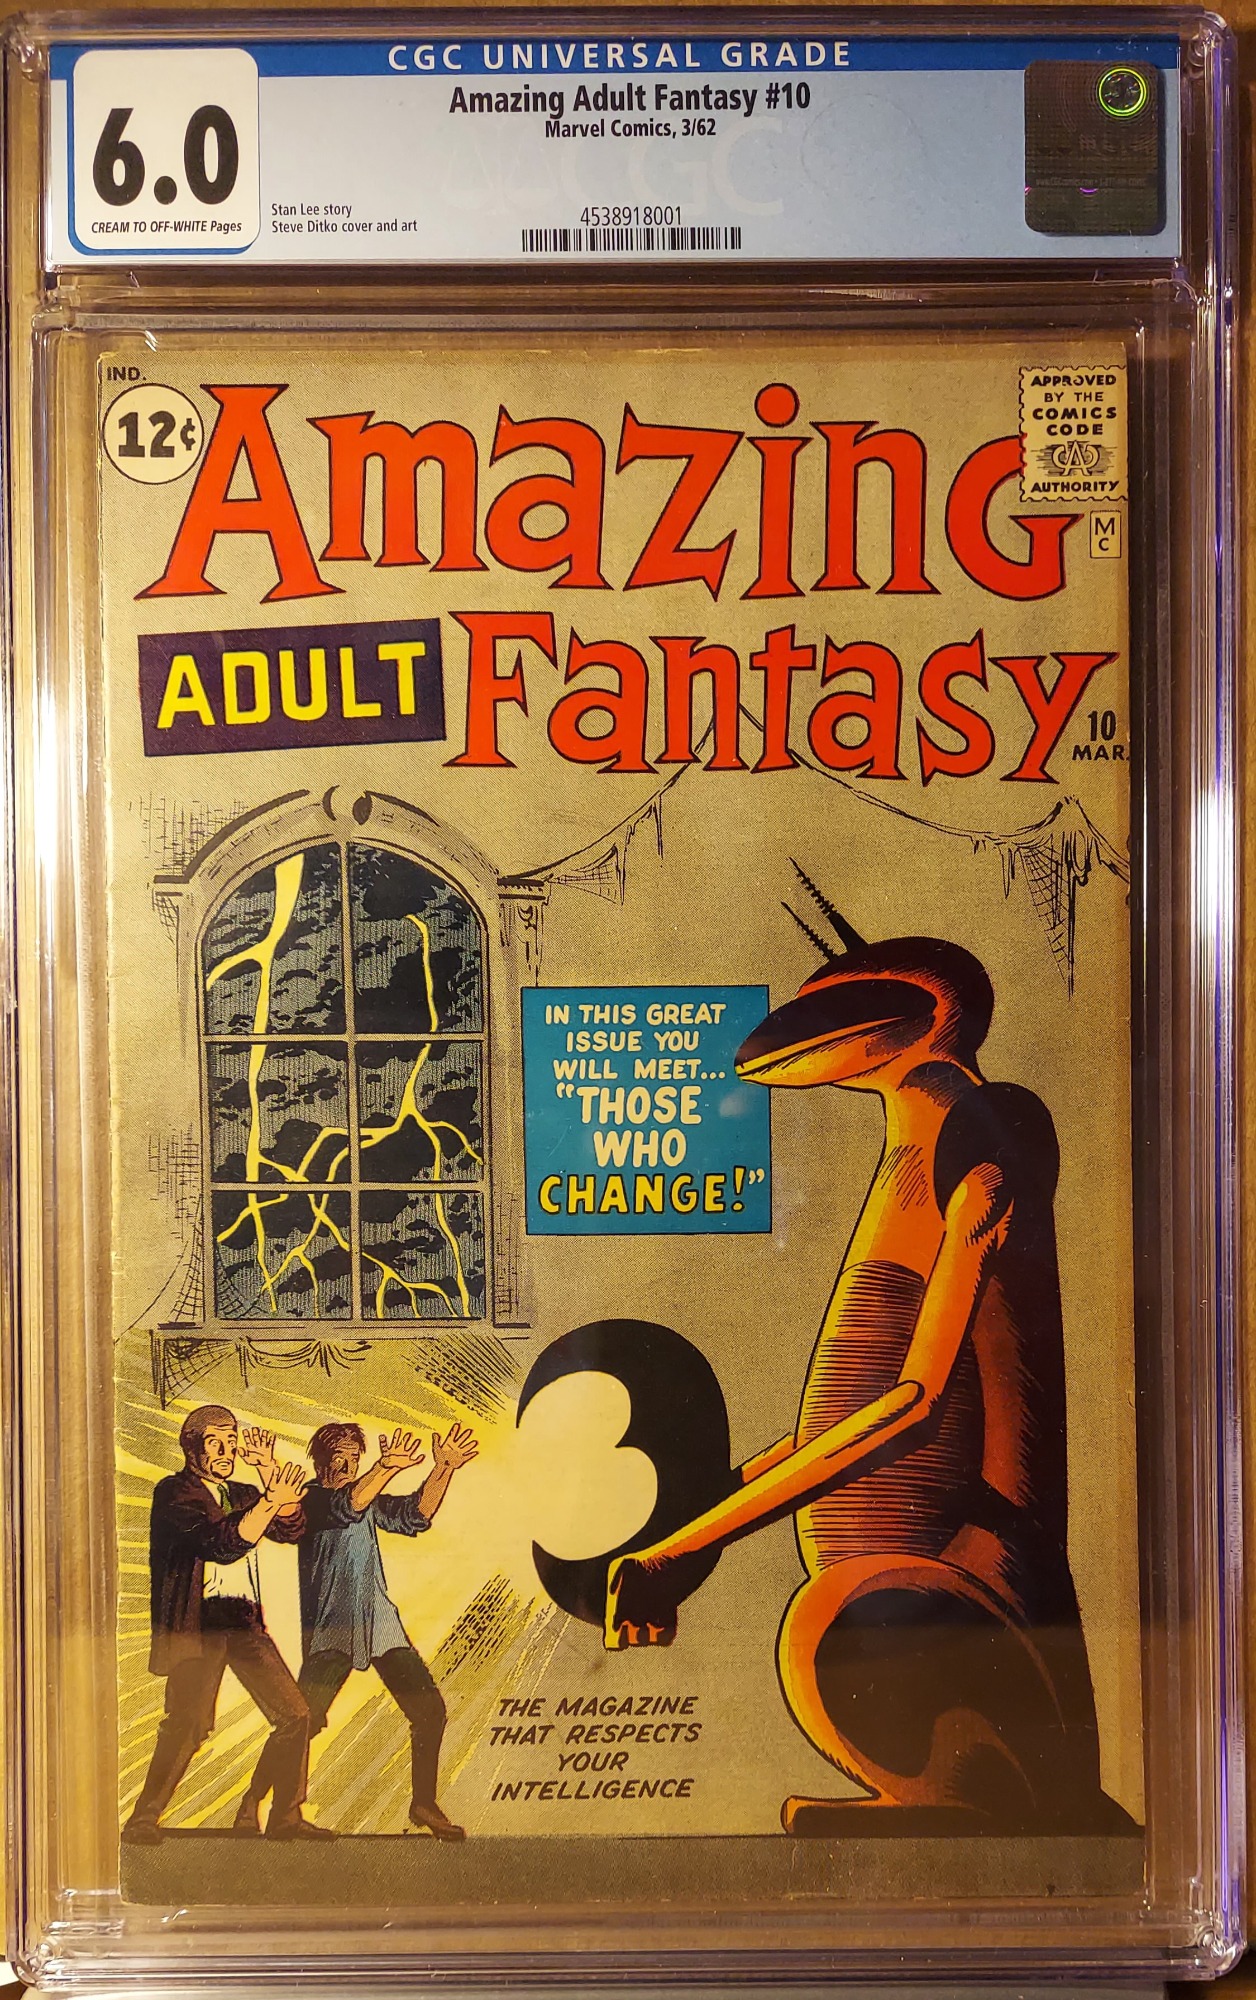 CGC UNIVERSAL GRADE
6.0
CREAM TO OFF-WHITE Pages
Amazing Adult Fantasy #10
Marvel Comics, 3/62
Stan Lee story
Steve Ditko cover and art
4538918001
CGC
IND.
12¢
Amazing
ADULT Fantasy
APPROVED
BY THE
COMICS
CODE
CA
AUTHORITY
M
C
10
MAR.
IN THIS GREAT
ISSUE YOU
WILL MEET...
"THOSE
WHO
CHANGE!"
THE MAGAZINE
THAT RESPECTS
YOUR
INTELLIGENCE